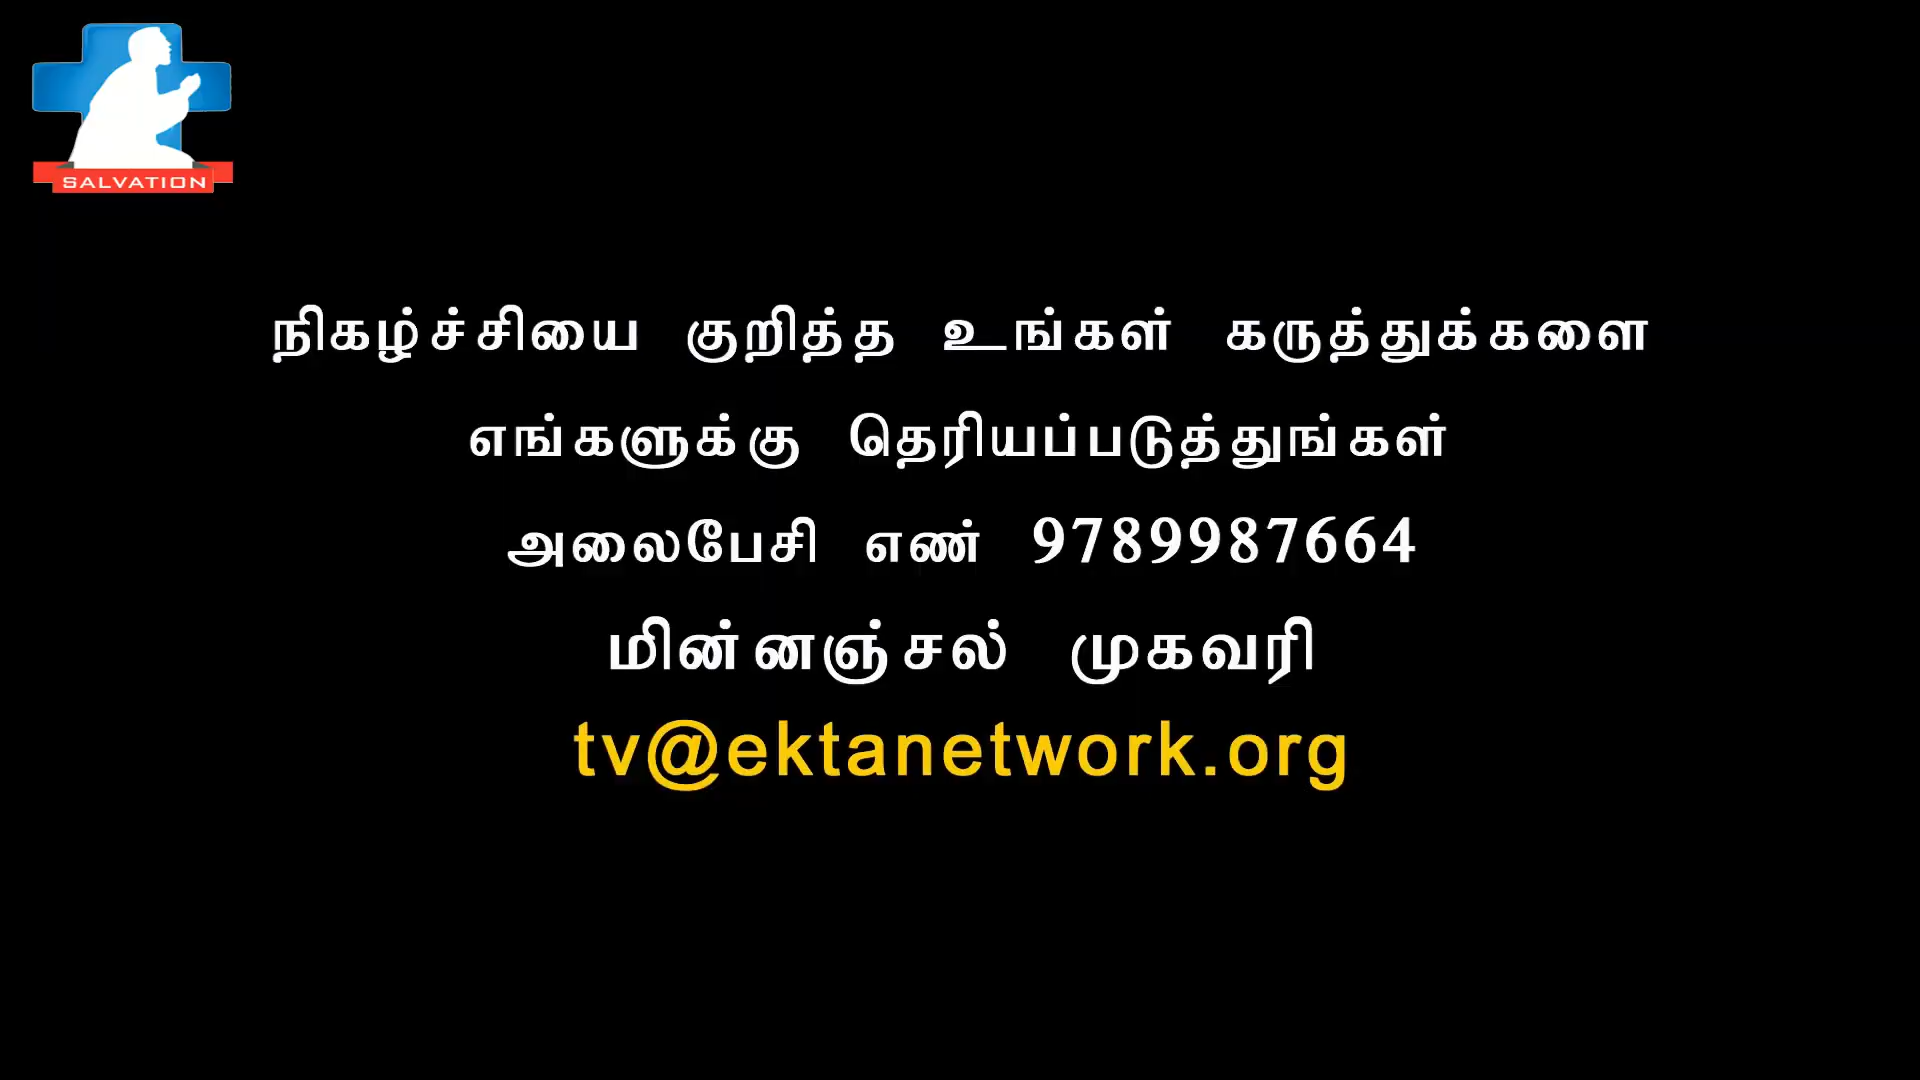 SALVATION
நிகழ்ச்சியை குறித்த உங்கள் கருத்துக்களை
எங்களுக்கு தெரியப்படுத்துங்கள்
அலைபேசி எண் 9789987664
மின்னஞ்சல் முகவரி
tv@ektanetwork.org